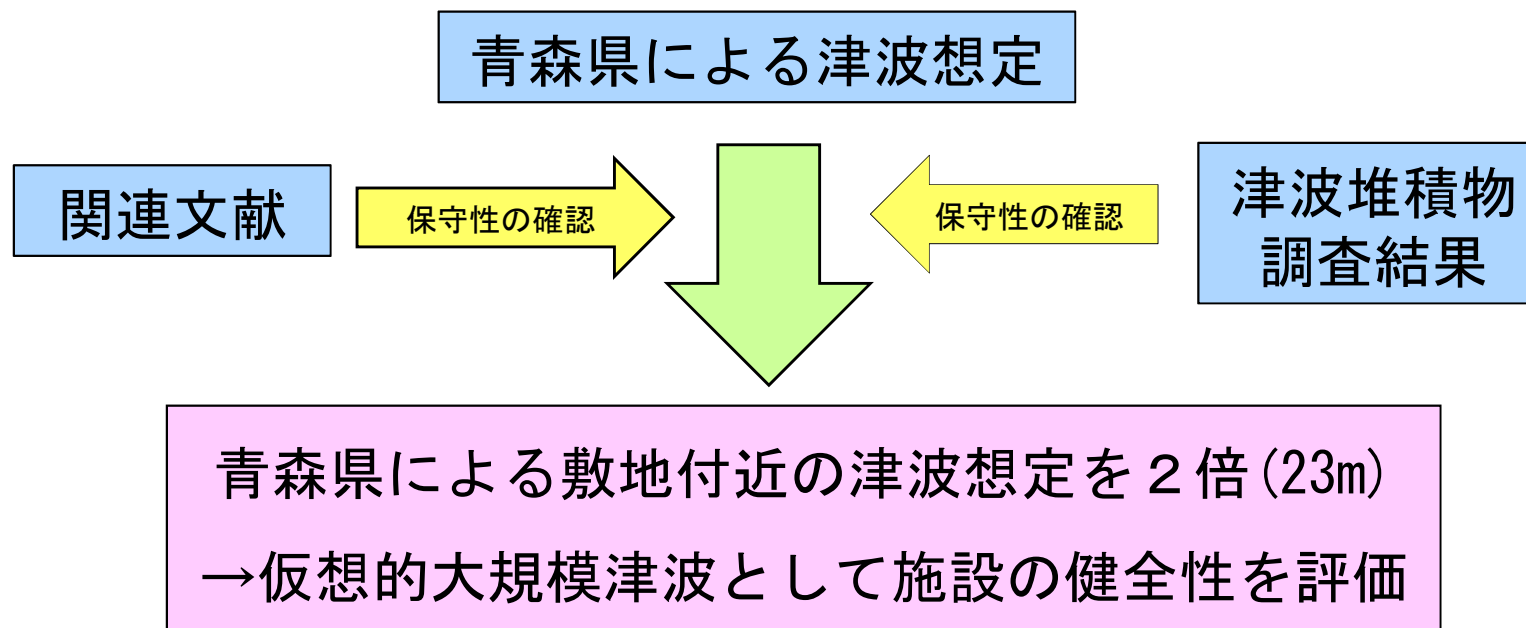 青森県による津波想定
関連文献
保守性の確認
保守性の確認
津波堆積物
調査結果
青森県による敷地付近の津波想定を２倍(23m)
→仮想的大規模津波として施設の健全性を評価